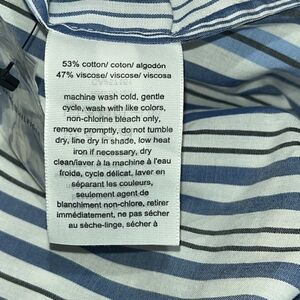 53% cotton/ coton/ algodón
47% viscose/ viscose/ viscosa
machine wash cold, gentle
cycle, wash with like colors,
non-chlorine bleach only,
remove promptly, do not tumble
dry, line dry in shade, low heat
iron if necessary, dry
clean/laver à la machine à l'eau
froida, cycle délicat, laver en
séparant les couleurs,
seulement agent de
blanchiment non-chlore, retirer
immédiatement, ne pas sécher
au sèche-linge, sécher à